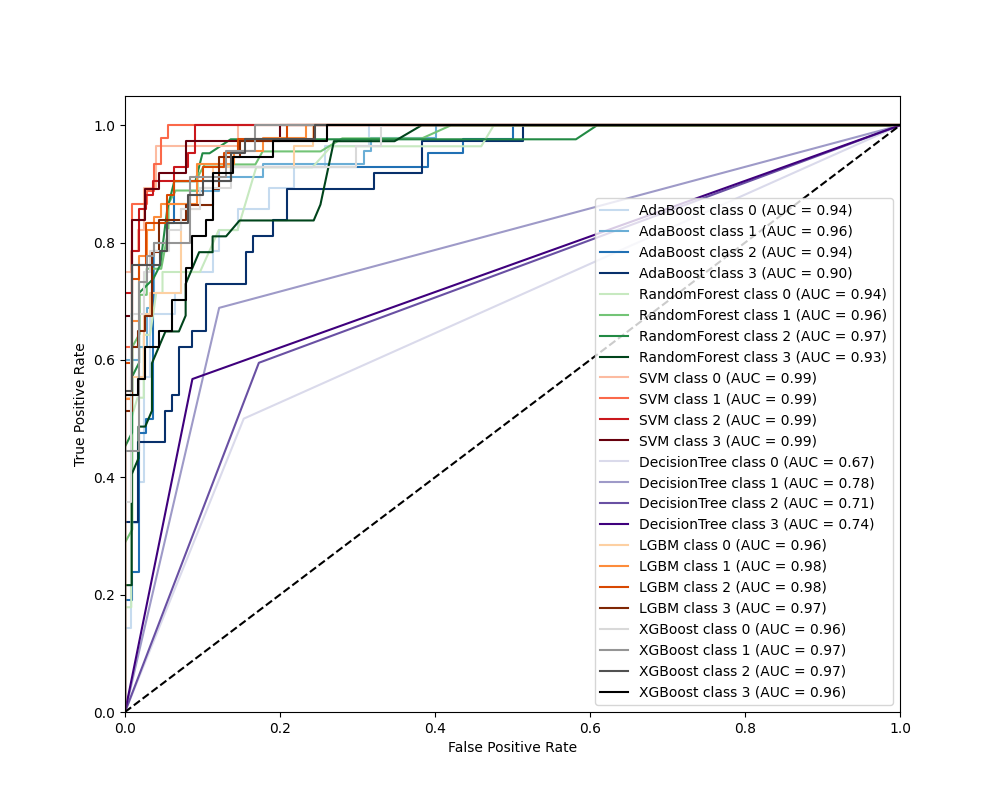 1.0
0.8
0.6
0.4
0.2
0.0
True Positive Rate
AdaBoost class 0 (AUC = 0.94)
AdaBoost class 1 (AUC = 0.96)
AdaBoost class 2 (AUC = 0.94)
AdaBoost class 3 (AUC = 0.90)
RandomForest class 0 (AUC = 0.94)
RandomForest class 1 (AUC = 0.96)
RandomForest class 2 (AUC = 0.97)
RandomForest class 3 (AUC = 0.93)
SVM class 0 (AUC = 0.99)
SVM class 1 (AUC = 0.99)
SVM class 2 (AUC = 0.99)
SVM class 3 (AUC = 0.99)
DecisionTree class 0 (AUC = 0.67)
DecisionTree class 1 (AUC = 0.78)
DecisionTree class 2 (AUC = 0.71)
DecisionTree class 3 (AUC = 0.74)
LGBM class 0 (AUC = 0.96)
LGBM class 1 (AUC = 0.98)
LGBM class 2 (AUC = 0.98)
LGBM class 3 (AUC = 0.97)
XGBoost class 0 (AUC = 0.96)
XGBoost class 1 (AUC = 0.97)
XGBoost class 2 (AUC = 0.97)
XGBoost class 3 (AUC = 0.96)
0.0 0.2 0.4 0.6 0.8 1.0
False Positive Rate